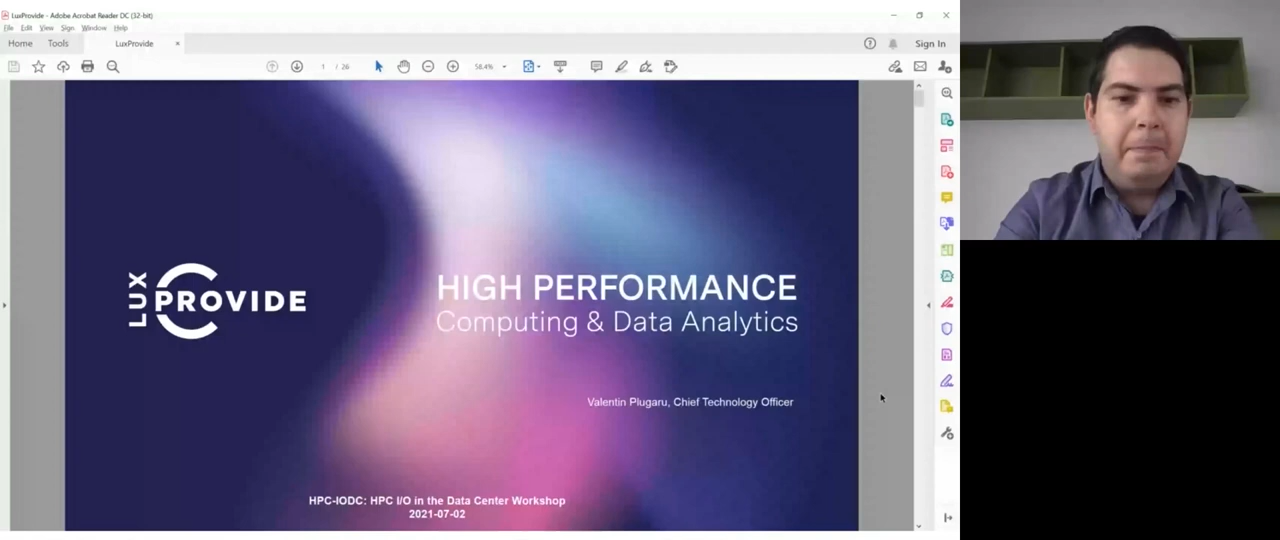 LuxProvide - Adobe Acrobat Reader DC (32-bit)
File Edit View Sign Window Help
Home Tools LuxProvide × Sign In
1 / 26 58.4%
LUX
PROVIDE
HIGH PERFORMANCE
Computing & Data Analytics
Valentin Plugaru, Chief Technology Officer
HPC-IODC: HPC I/O in the Data Center Workshop
2021-07-02